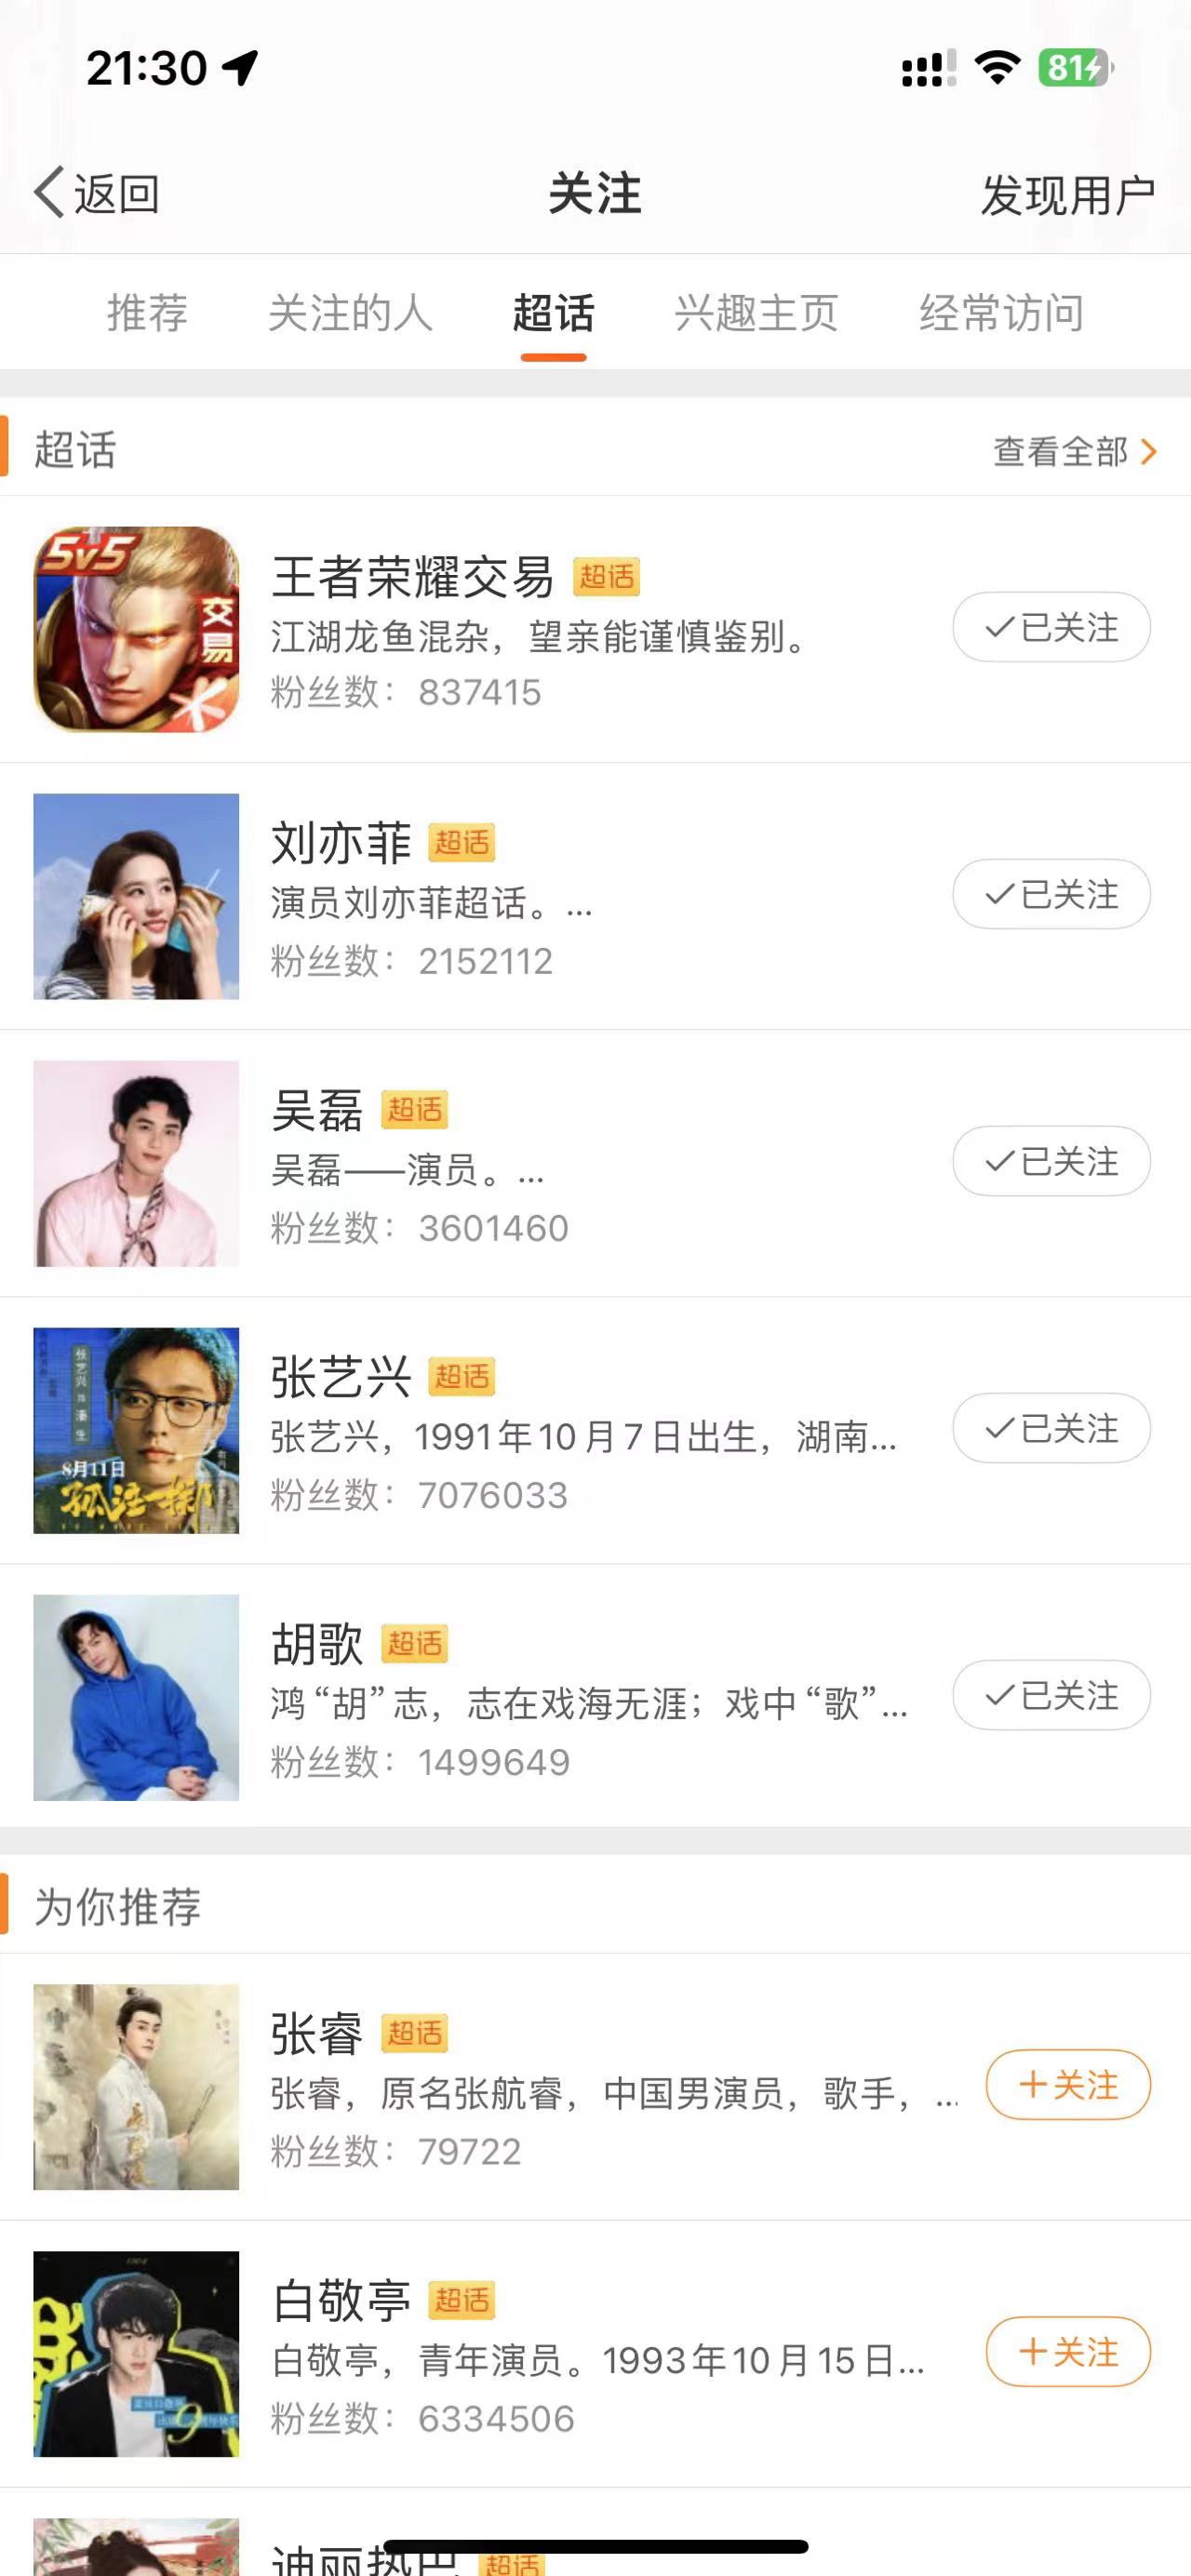 21:30
81
返回
关注
发现用户
推荐
关注的人
超话
兴趣主页
经常访问
超话
查看全部
5v5
交易
王者荣耀交易 超话
江湖龙鱼混杂，望亲能谨慎鉴别。
粉丝数：837415
已关注
刘亦菲 超话
演员刘亦菲超话。...
粉丝数：2152112
已关注
吴磊 超话
吴磊——演员。...
粉丝数：3601460
已关注
张艺兴
8月11日
孤注一掷
张艺兴 超话
张艺兴，1991年10月7日出生，湖南...
粉丝数：7076033
已关注
胡歌 超话
鸿“胡”志，志在戏海无涯；戏中“歌”...
粉丝数：1499649
已关注
为你推荐
张睿 超话
张睿，原名张航睿，中国男演员，歌手，...
粉丝数：79722
关注
白敬亭 超话
白敬亭，青年演员。1993年10月15日...
粉丝数：6334506
关注
迪丽热巴 超话